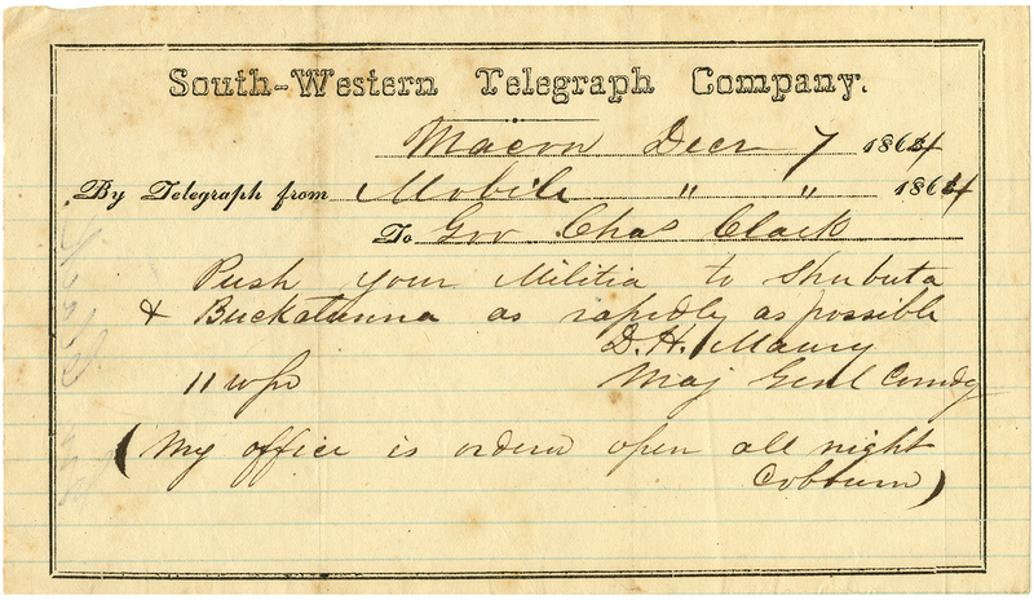 South-Western Telegraph Company.
Macon Decr 7 1864
By Telegraph from Mobile " " 1864
To Gov Chas Clark
Push your Militia to Shubuta
& Buckatunna as rapidly as possible
D. H. Maury
11 wfr Maj Genl Comdg
(My office is ordered open all night
Cobturn)